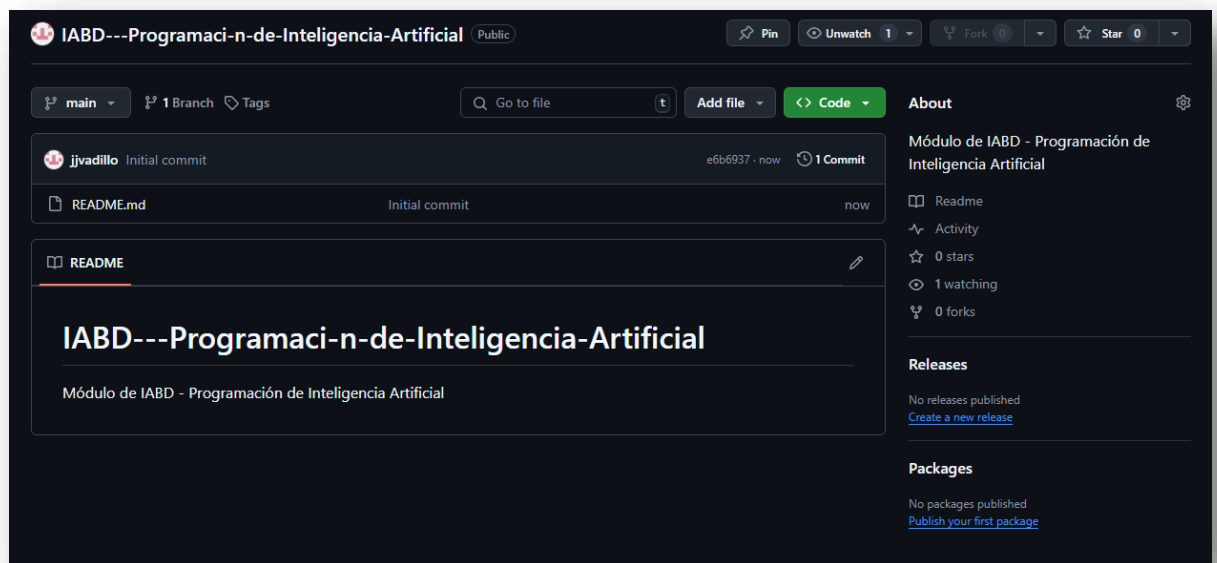 IABD---Programaci-n-de-Inteligencia-Artificial Public
Pin Unwatch 1 Fork 0 Star 0
main 1 Branch Tags Go to file t Add file <> Code
jjvadillo Initial commit e6b6937 · now 1 Commit
README.md Initial commit now
README
IABD---Programaci-n-de-Inteligencia-Artificial
Módulo de IABD - Programación de Inteligencia Artificial
About
Módulo de IABD - Programación de
Inteligencia Artificial
Readme
Activity
0 stars
1 watching
0 forks
Releases
No releases published
Create a new release
Packages
No packages published
Publish your first package